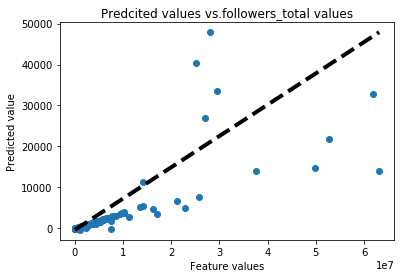 Predcited values vs.followers_total values
Predicted value
50000
40000
30000
20000
10000
0
0 1 2 3 4 5 6
1e7
Feature values